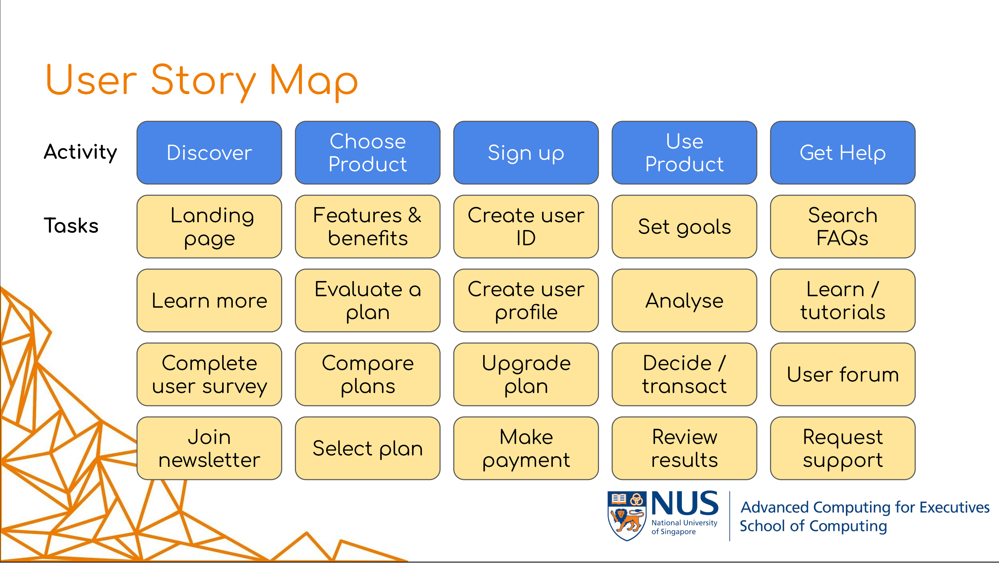 User Story Map
Activity
Discover
Choose
Product
Sign up
Use
Product
Get Help
Tasks
Landing
page
Features &
benefits
Create user
ID
Set goals
Search
FAQs
Learn more
Evaluate a
plan
Create user
profile
Analyse
Learn /
tutorials
Complete
user survey
Compare
plans
Upgrade
plan
Decide /
transact
User forum
Join
newsletter
Select plan
Make
payment
Review
results
Request
support
NUS
National University
of Singapore
Advanced Computing for Executives
School of Computing